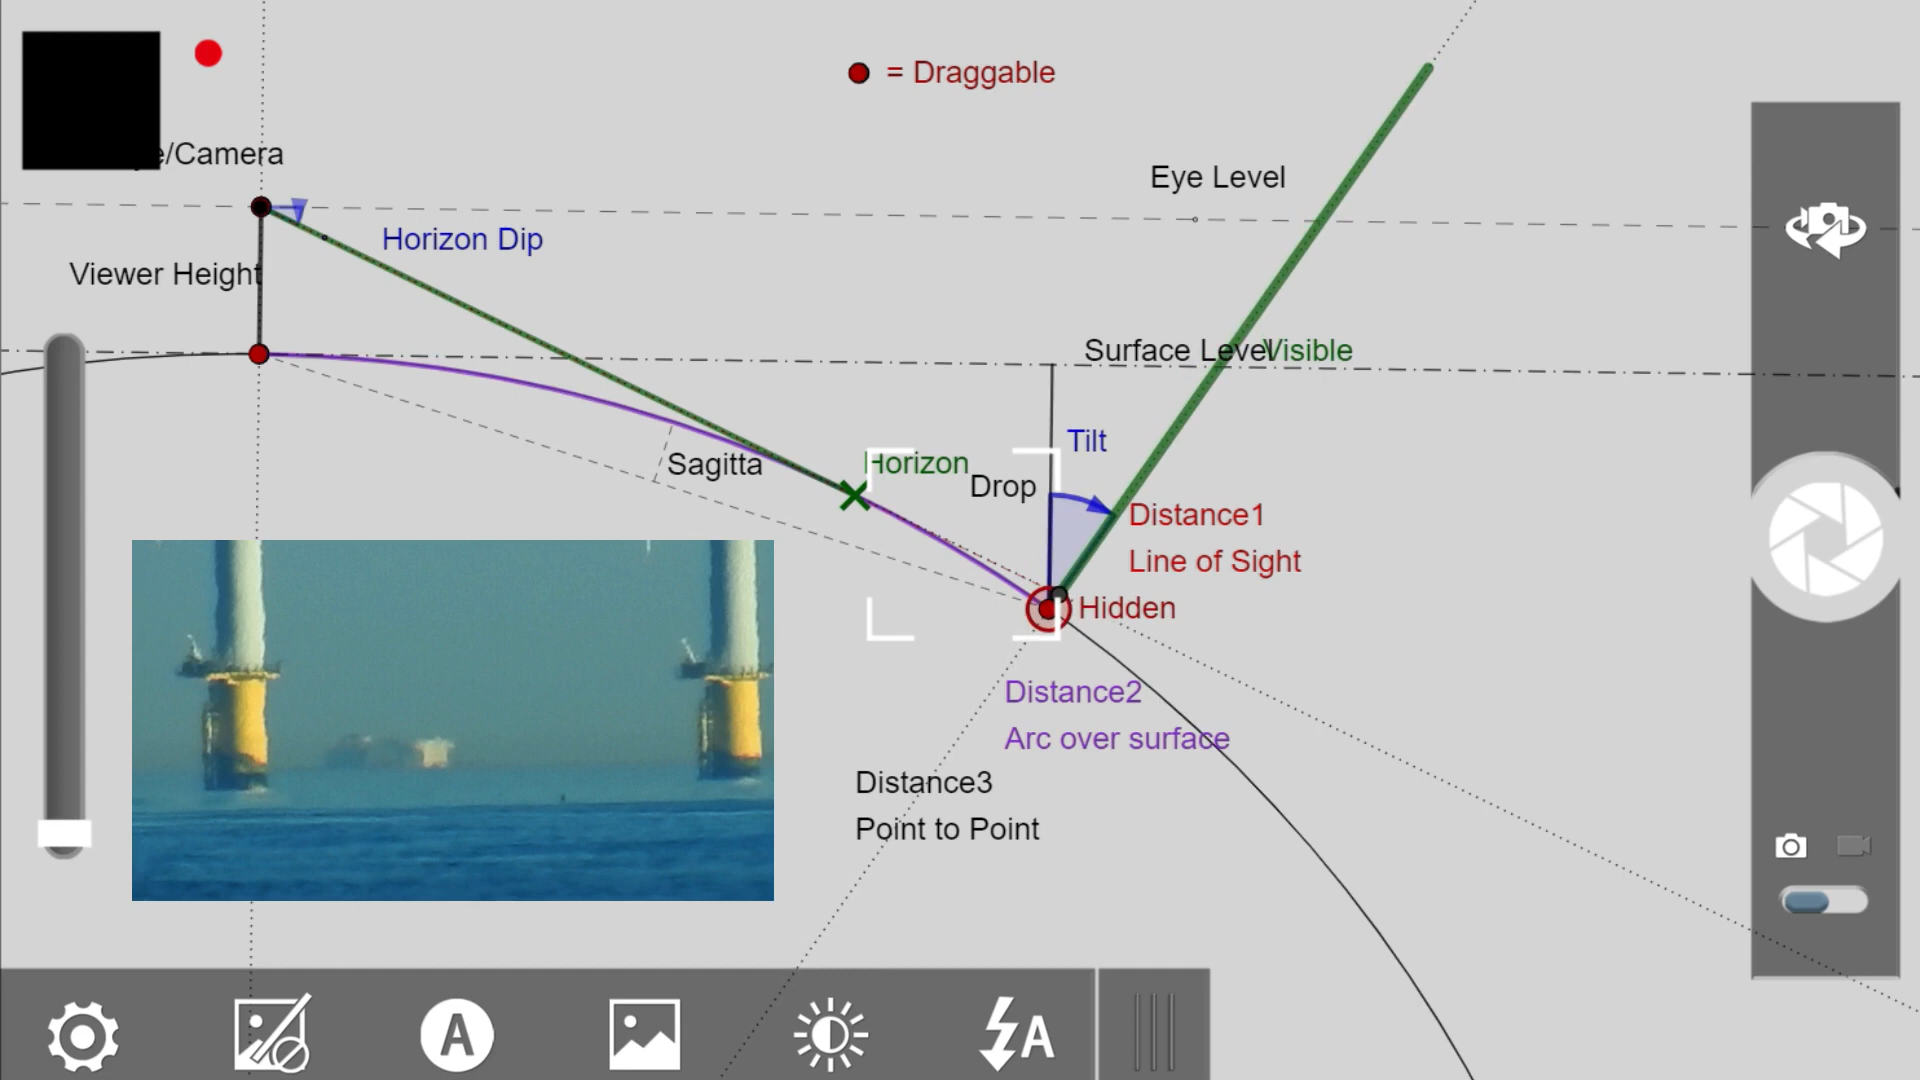 = Draggable
e/Camera
Eye Level
Horizon Dip
Viewer Height
Surface Level
Visible
Tilt
Horizon
Sagitta
Drop
Distance1
Line of Sight
Hidden
Distance2
Arc over surface
Distance3
Point to Point
A
A